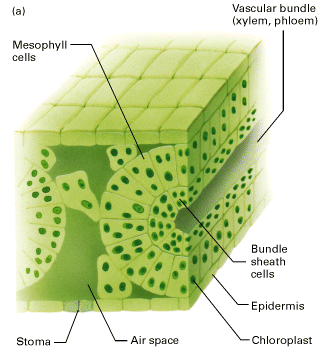 (a)
Vascular bundle
(xylem, phloem)
Mesophyll
cells
Bundle
sheath
cells
Epidermis
Stoma
Air space
Chloroplast